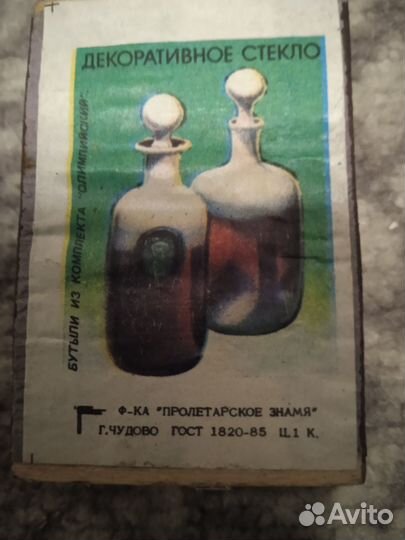 ДЕКОРАТИВНОЕ СТЕКЛО
БУТЫЛИ ИЗ КОМПЛЕКТА "ОЛИМПИЙСКИЙ".
Ф-КА "ПРОЛЕТАРСКОЕ ЗНАМЯ"
Г.ЧУДОВО ГОСТ 1820-85 Ц.1 К.
Avito